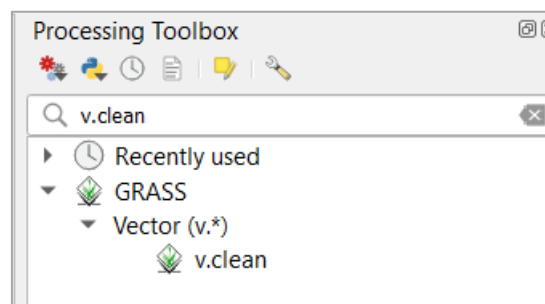 Processing Toolbox
v.clean
Recently used
GRASS
Vector (v.*)
v.clean